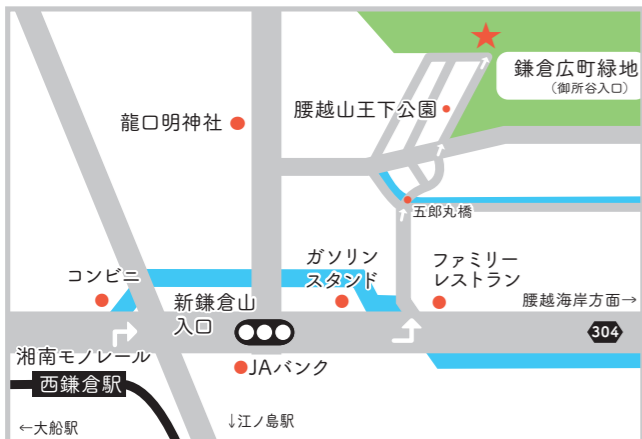 鎌倉広町緑地
(御所谷入口)
龍口明神社
腰越山王下公園
五郎丸橋
コンビニ
ガソリン
スタンド
ファミリー
レストラン
新鎌倉山
入口
腰越海岸方面→
304
湘南モノレール
西鎌倉駅
JAバンク
←大船駅
↓江ノ島駅